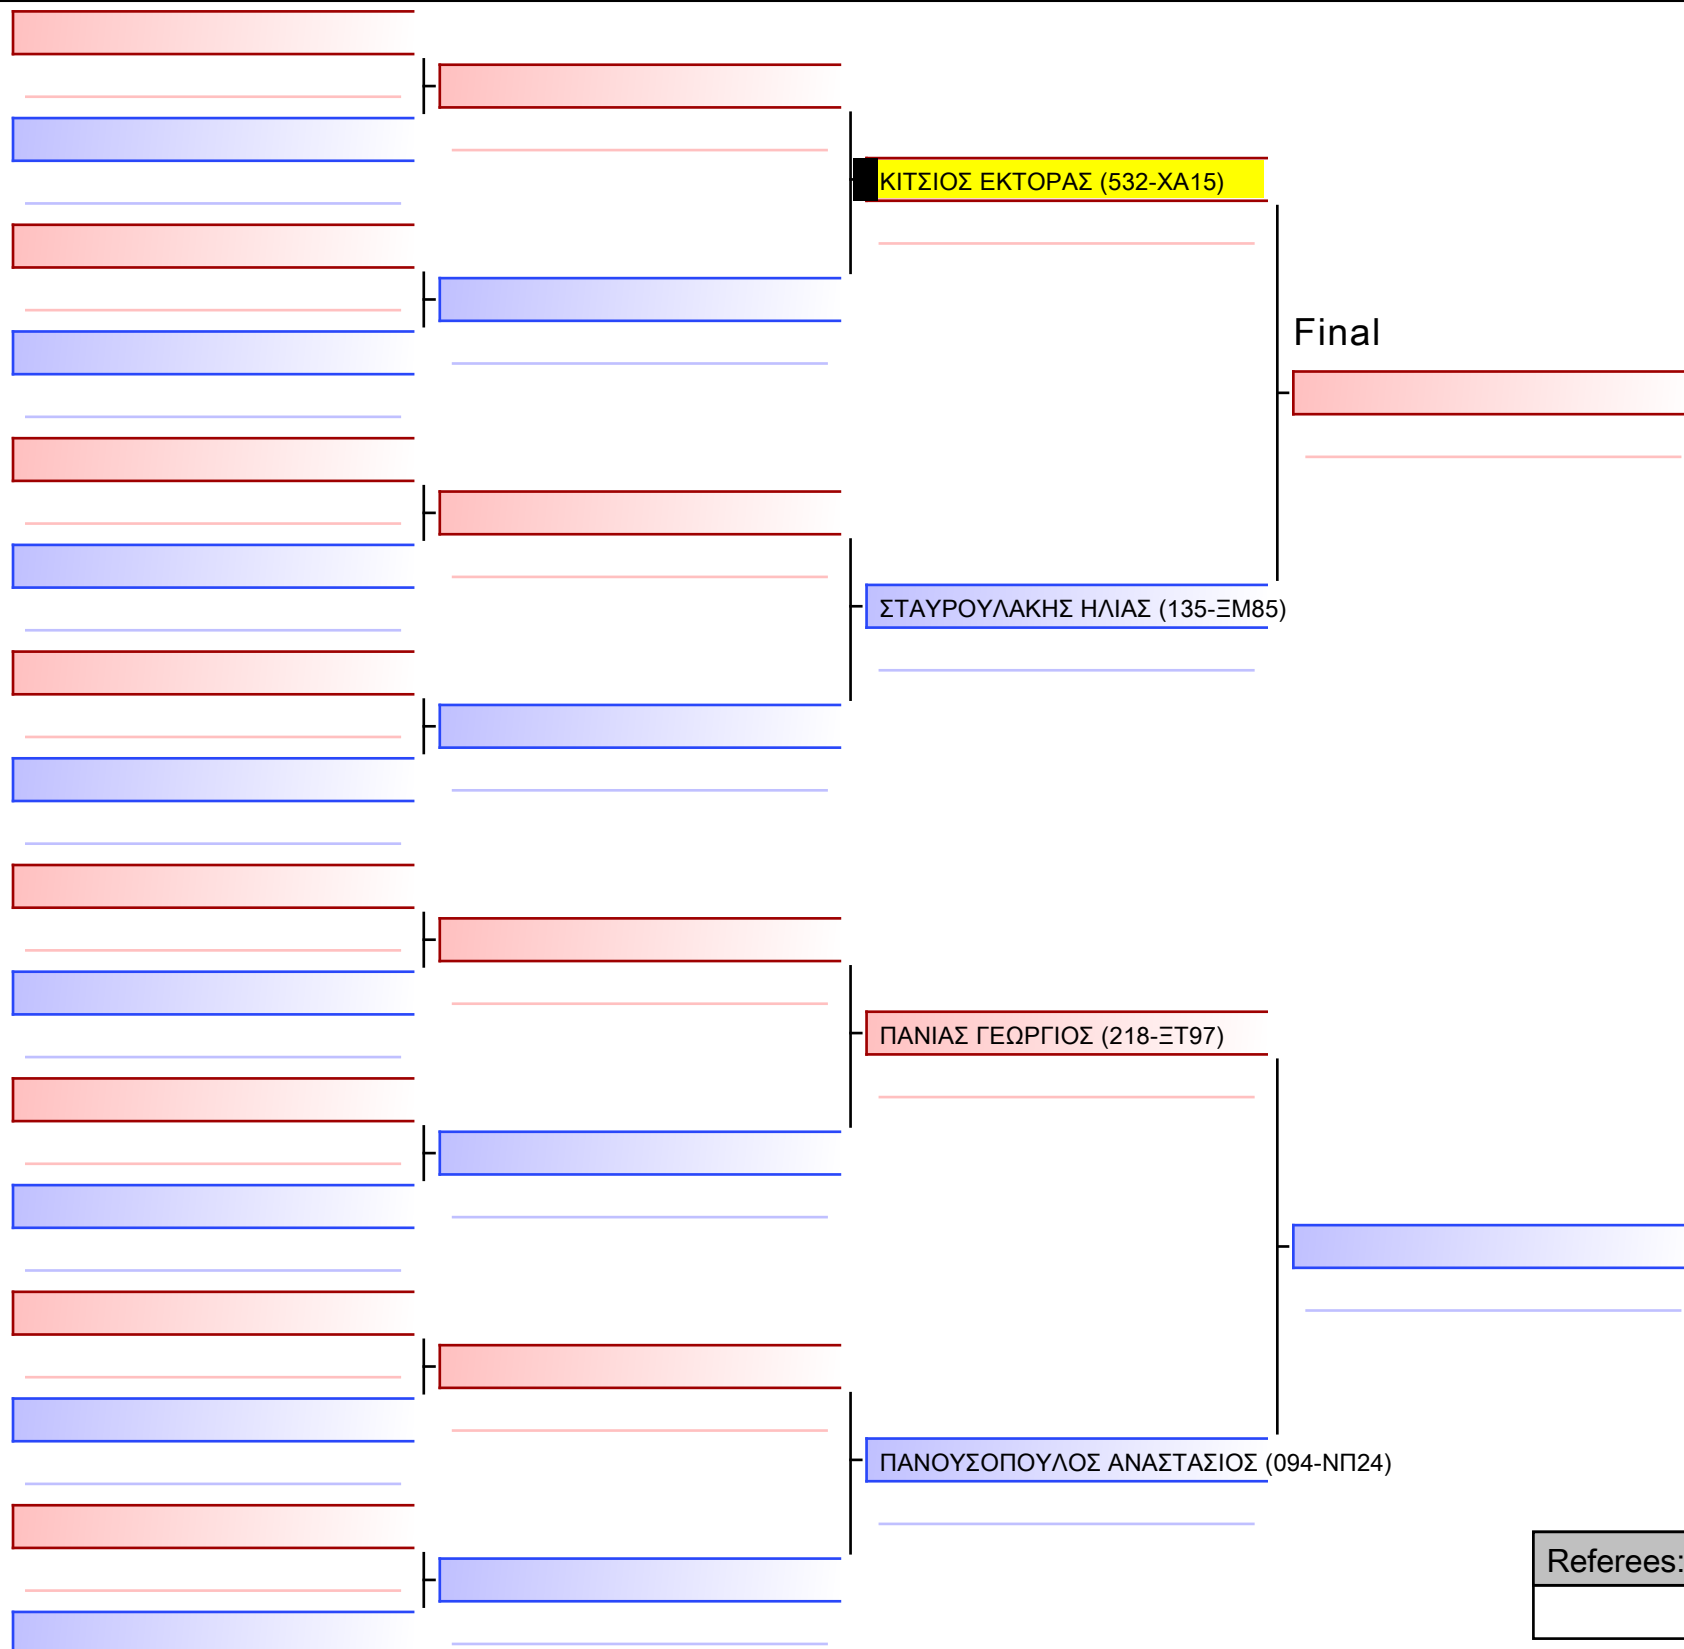 ΚΙΤΣΙΟΣ ΕΚΤΟΡΑΣ (532-ΧΑ15)
Final
ΣΤΑΥΡΟΥΛΑΚΗΣ ΗΛΙΑΣ (135-ΞΜ85)
ΠΑΝΙΑΣ ΓΕΩΡΓΙΟΣ (218-ΞΤ97)
ΠΑΝΟΥΣΟΠΟΥΛΟΣ ΑΝΑΣΤΑΣΙΟΣ (094-ΝΠ24)
Referees: